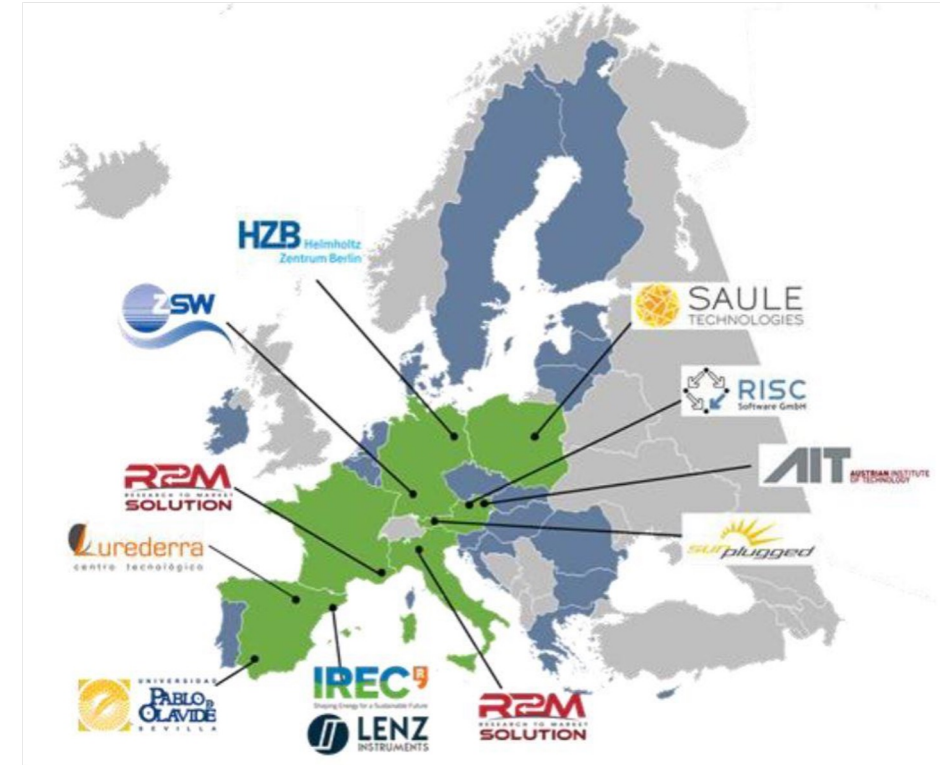 HZB Helmholtz
Zentrum Berlin
ZSW
SAULE
TECHNOLOGIES
RISC
Software GmbH
R2M
RESEARCH TO MARKET
SOLUTION
AIT AUSTRIAN INSTITUTE
OF TECHNOLOGY
Lurederra
centro tecnológico
sunplugged
UNIVERSIDAD
PABLO DE
OLAVIDE
SEVILLA
IREC
Shaping Energy for a Sustainable Future
LENZ
INSTRUMENTS
R2M
RESEARCH TO MARKET
SOLUTION